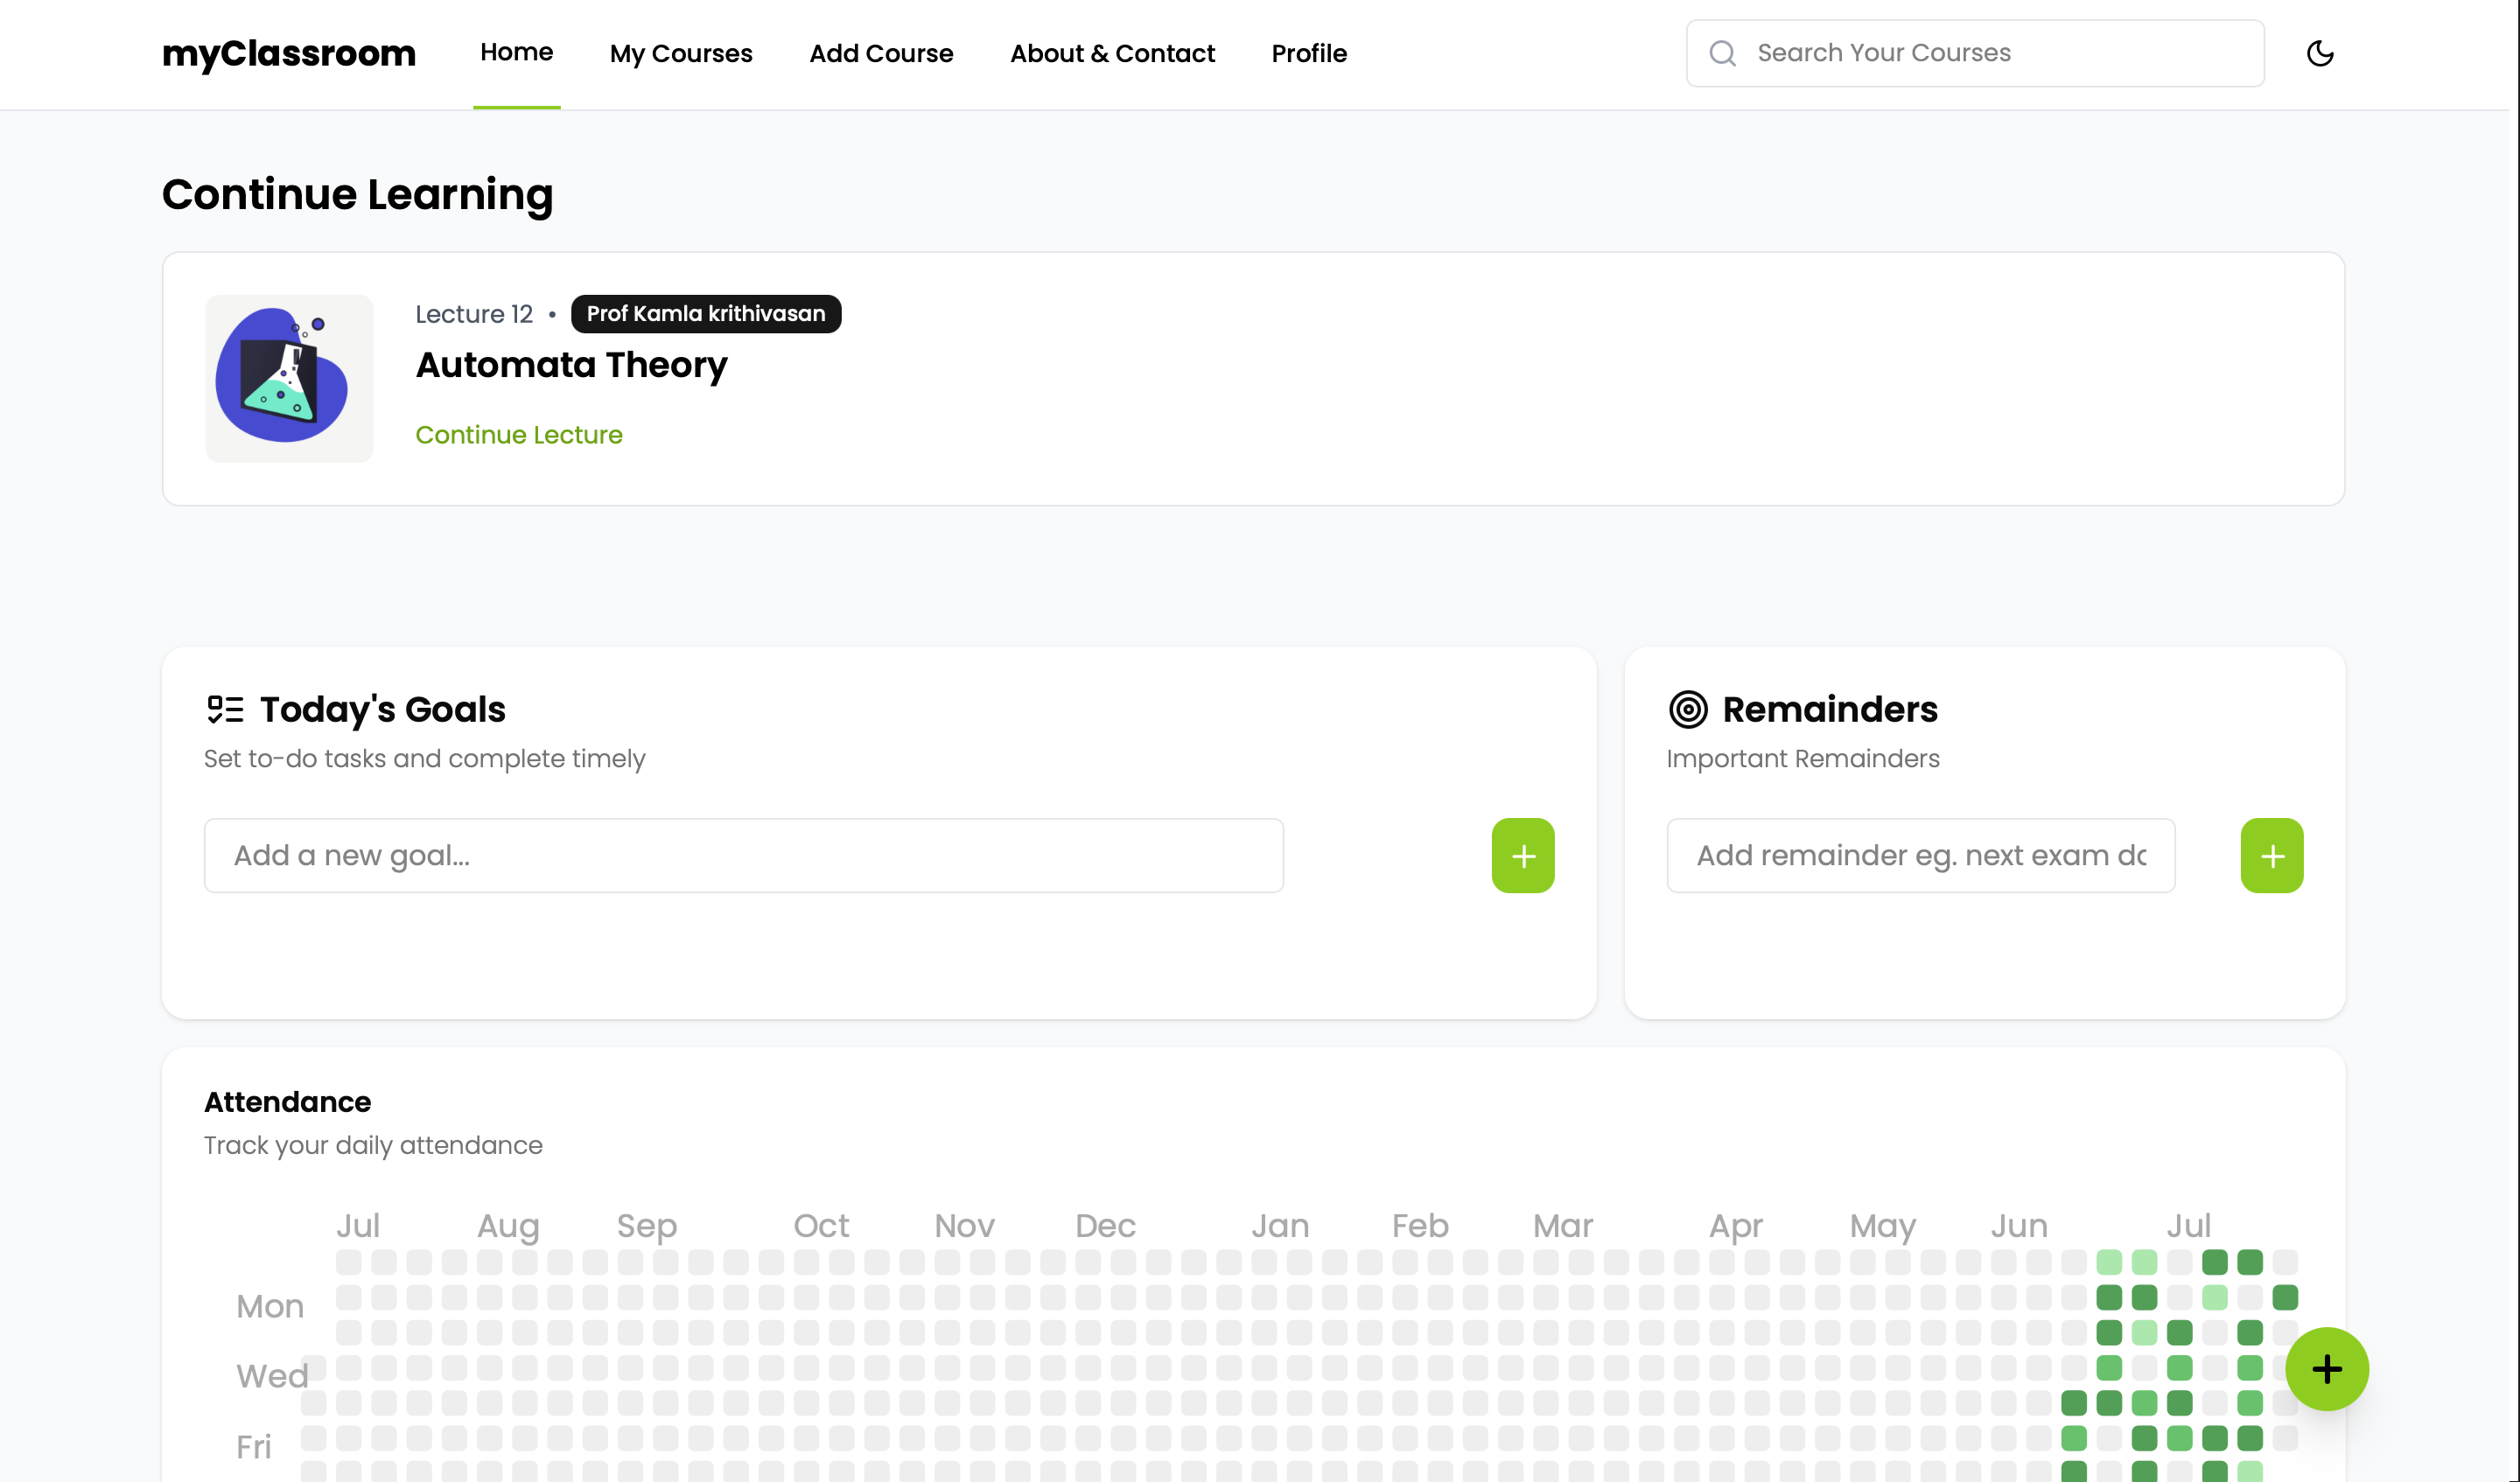 myClassroom
Home
My Courses
Add Course
About & Contact
Profile
Search Your Courses
Continue Learning
Lecture 12 • Prof Kamla krithivasan
Automata Theory
Continue Lecture
Today's Goals
Set to-do tasks and complete timely
Add a new goal...
Remainders
Important Remainders
Add remainder eg. next exam
Attendance
Track your daily attendance
Jul Aug Sep Oct Nov Dec Jan Feb Mar Apr May Jun Jul
Mon
Wed
Fri